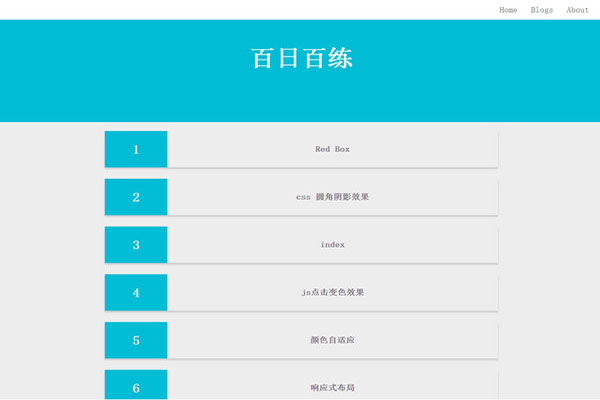 Home Blogs About
百日百练
1 Red Box
2 css 圆角阴影效果
3 index
4 js点击变色效果
5 颜色自适应
6 响应式布局